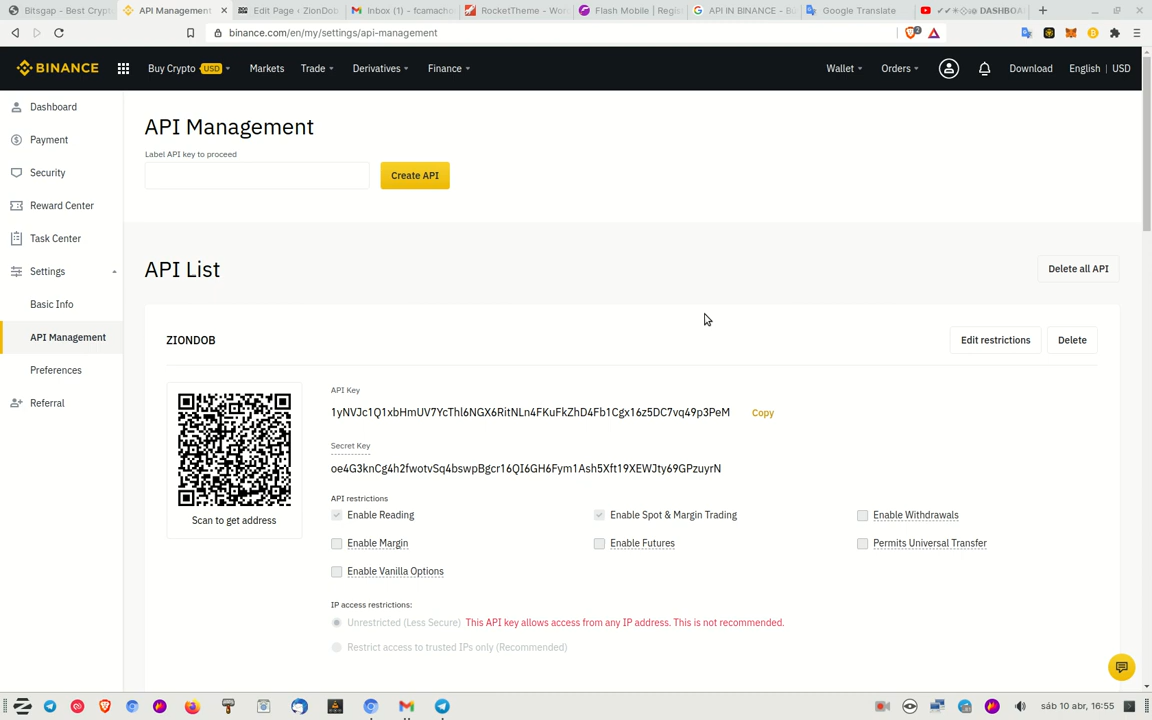 Bitsgap - Best Crypt
API Management
Edit Page ‹ ZionDob
Inbox (1) - fcamacho
RocketTheme - Wor
Flash Mobile | Regis
API IN BINANCE - Bu
Google Translate
DASHBOA
binance.com/en/my/settings/api-management
2
BINANCE
Buy Crypto USD
Markets
Trade
Derivatives
Finance
Wallet
Orders
Download
English | USD
Dashboard
Payment
Security
Reward Center
Task Center
Settings
Basic Info
API Management
Preferences
Referral
API Management
Label API key to proceed
Create API
API List
Delete all API
ZIONDOB
Edit restrictions
Delete
Scan to get address
API Key
1yNVJc1Q1xbHmUV7YcThl6NGX6RitNLn4FKuFkZhD4Fb1Cgx16z5DC7vq49p3PeM Copy
Secret Key
oe4G3knCg4h2fwotvSq4bswpBgcr16QI6GH6Fym1Ash5Xft19XEWJty69GPzuyrN
API restrictions
Enable Reading
Enable Spot & Margin Trading
Enable Withdrawals
Enable Margin
Enable Futures
Permits Universal Transfer
Enable Vanilla Options
IP access restrictions:
Unrestricted (Less Secure) This API key allows access from any IP address. This is not recommended.
Restrict access to trusted IPs only (Recommended)
sáb 10 abr, 16:55